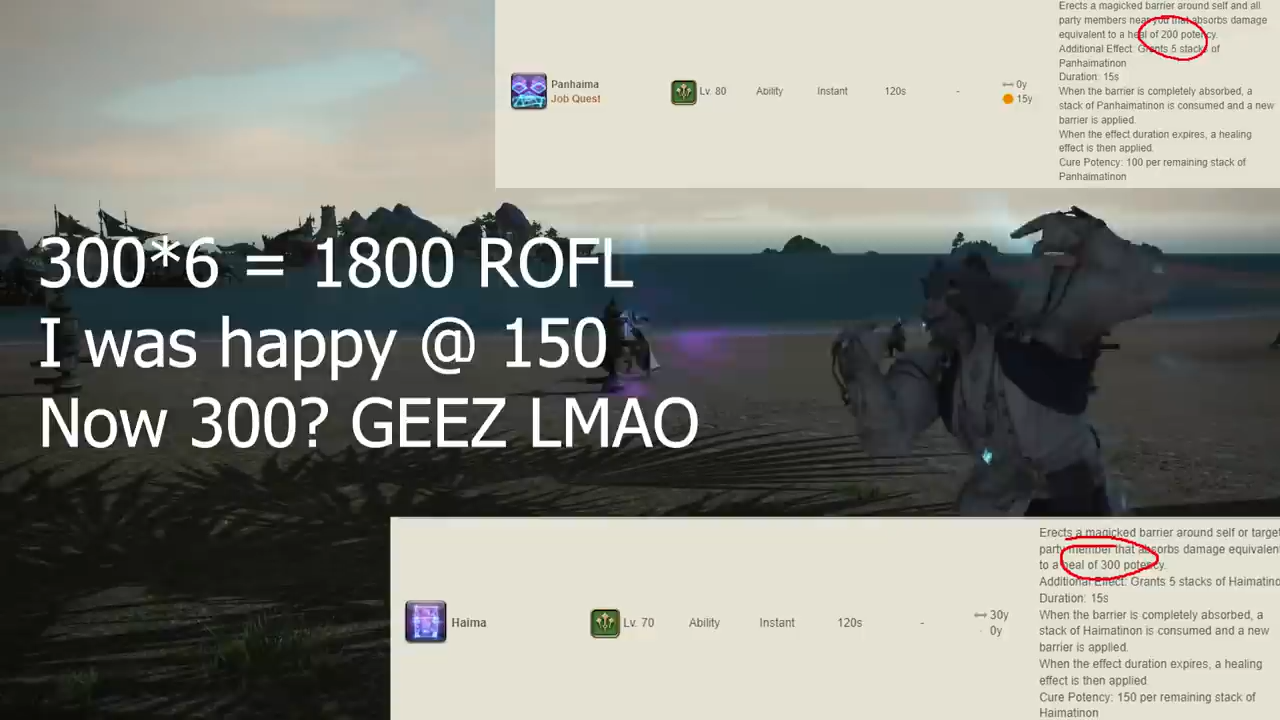 Erects a magicked barrier around self and all
party members near you that absorbs damage
equivalent to a heal of 200 potency.
Additional Effect: Grants 5 stacks of
Panhaimatinon
Duration: 15s
When the barrier is completely absorbed, a
stack of Panhaimatinon is consumed and a new
barrier is applied.
When the effect duration expires, a healing
effect is then applied.
Cure Potency: 100 per remaining stack of
Panhaimatinon
Panhaima
Job Quest
Lv. 80 Ability Instant 120s - 0y
15y
300*6 = 1800 ROFL
I was happy @ 150
Now 300? GEEZ LMAO
Erects a magicked barrier around self or target
party member that absorbs damage equivalen
to a heal of 300 potency.
Additional Effect: Grants 5 stacks of Haimatino
Duration: 15s
When the barrier is completely absorbed, a
stack of Haimatinon is consumed and a new
barrier is applied.
When the effect duration expires, a healing
effect is then applied.
Cure Potency: 150 per remaining stack of
Haimatinon
Haima
Lv. 70 Ability Instant 120s - 30y
0y